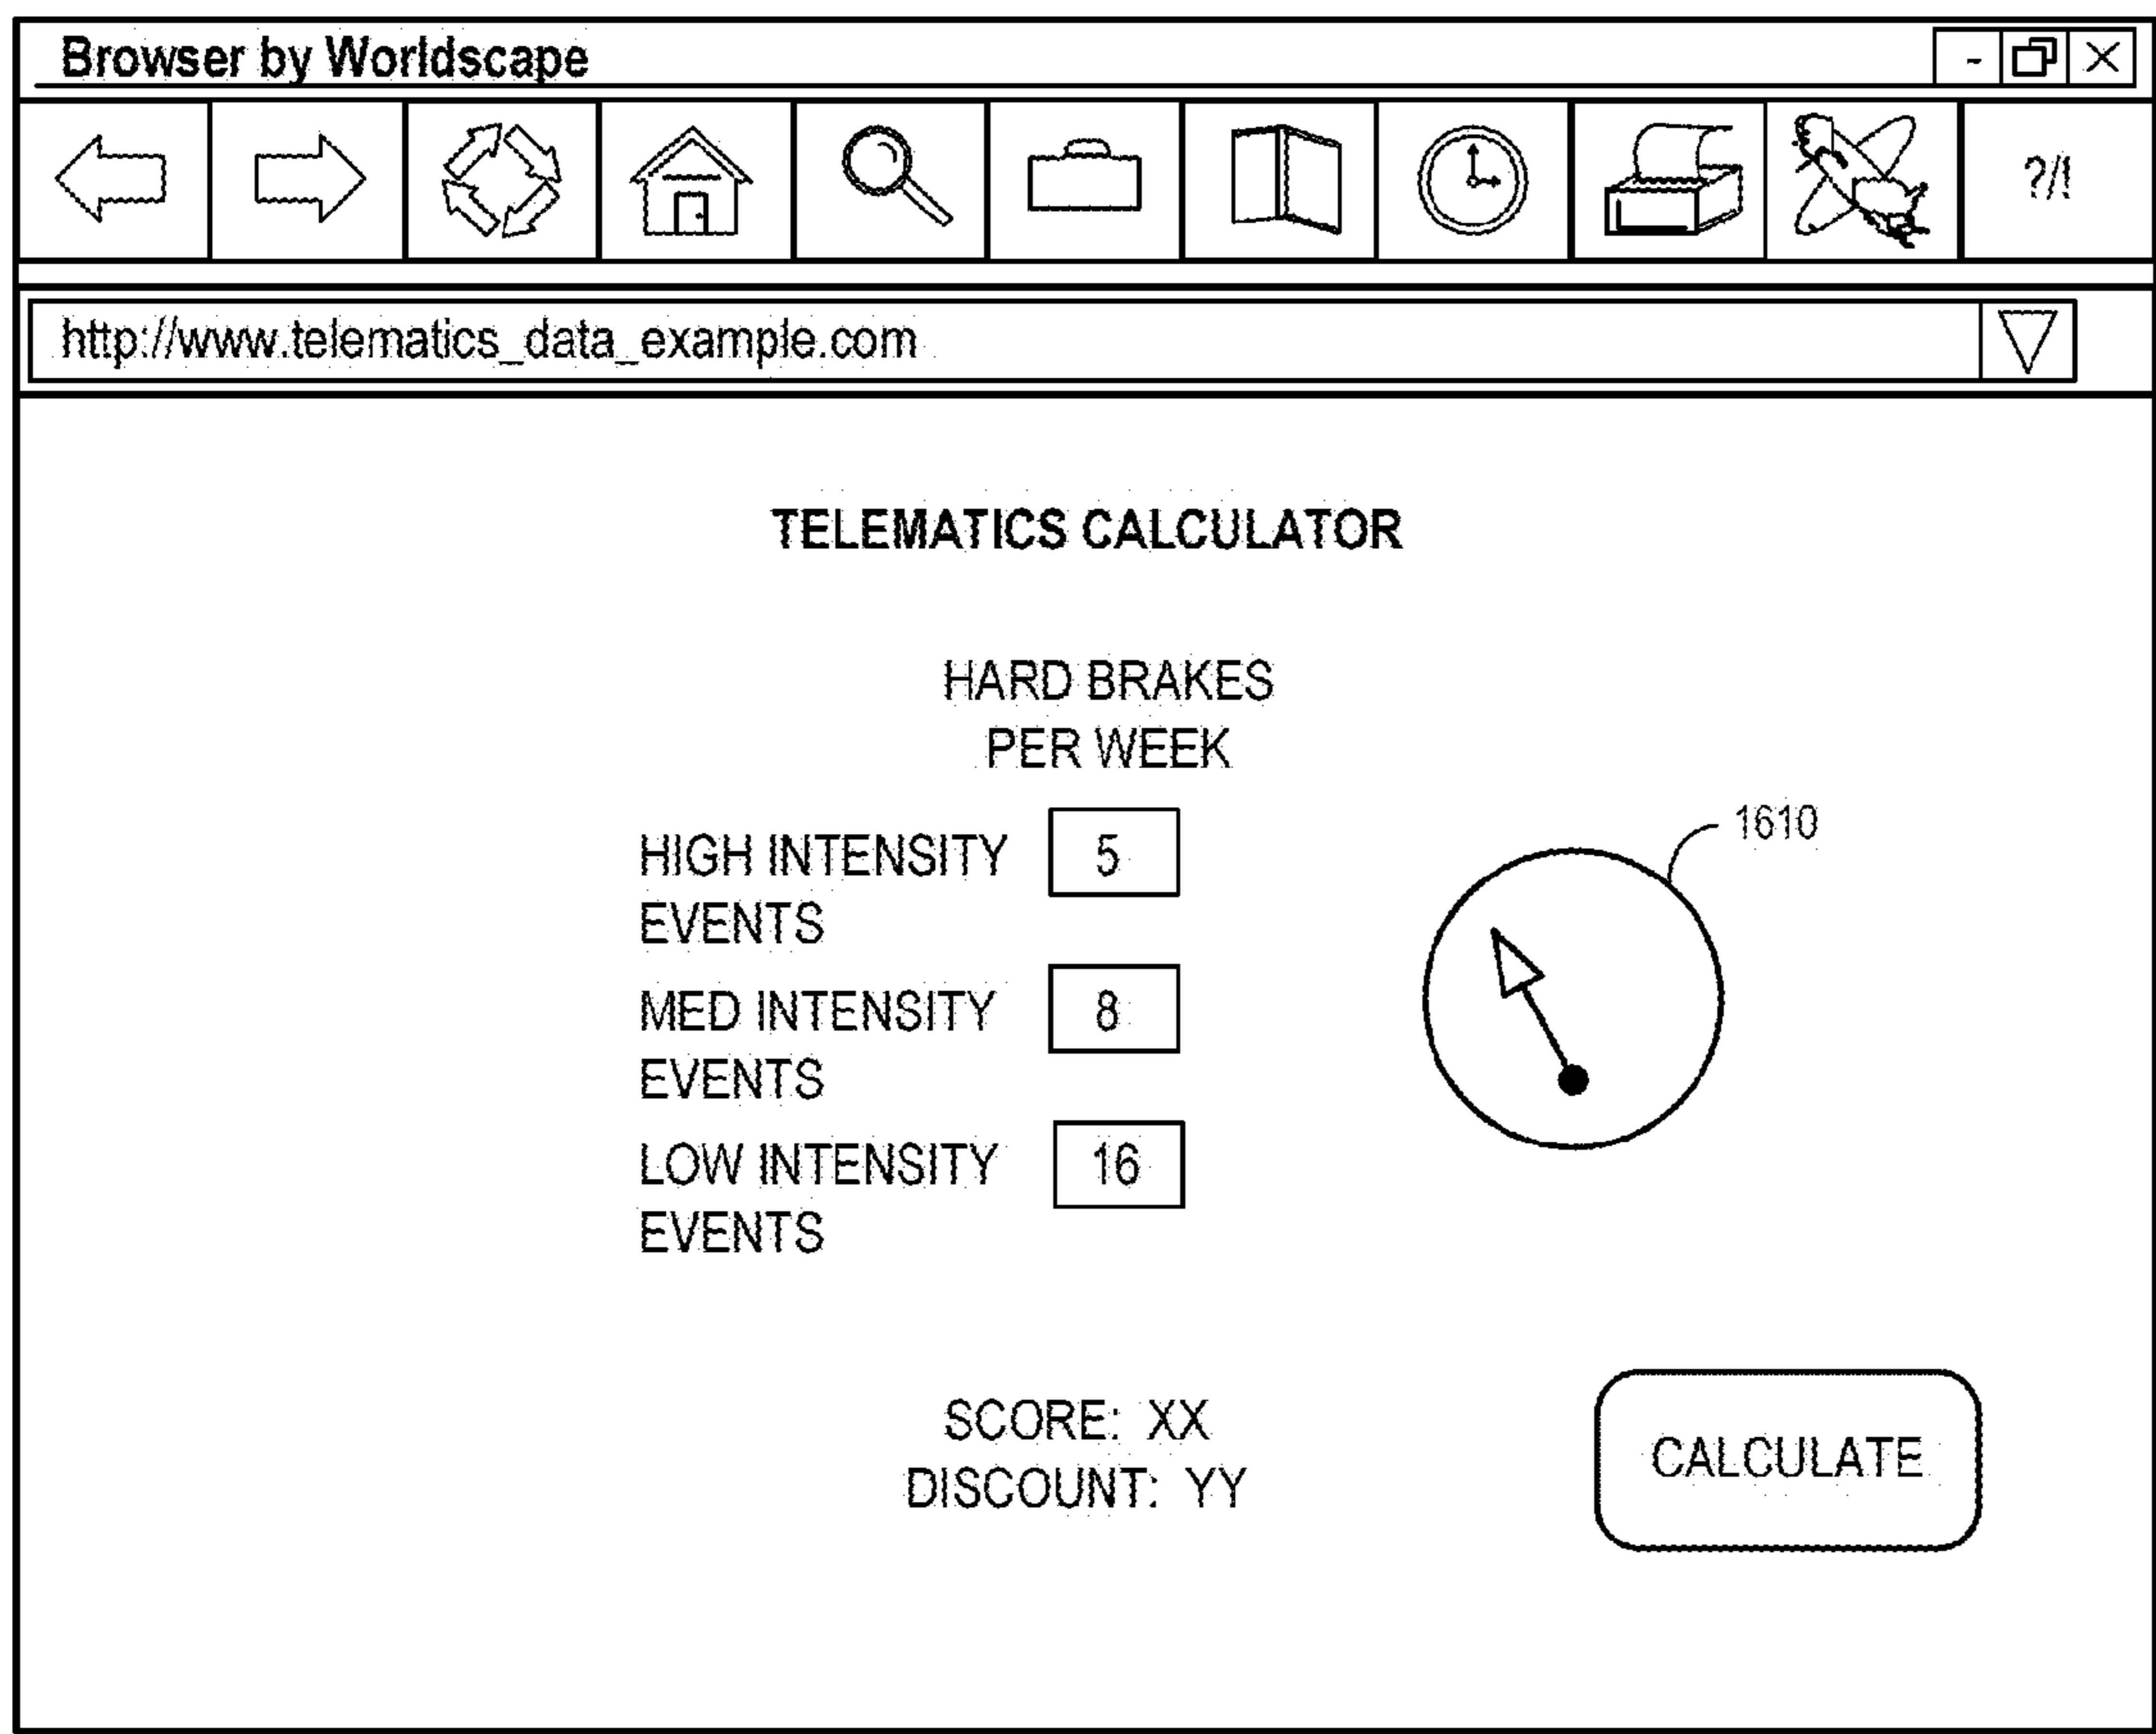 Browser by Worldscape
?/!
http://www.telematics_data_example.com
TELEMATICS CALCULATOR
HARD BRAKES
PER WEEK
1610
HIGH INTENSITY 5
EVENTS
MED INTENSITY 8
EVENTS
LOW INTENSITY 16
EVENTS
SCORE: XX
DISCOUNT: YY
CALCULATE